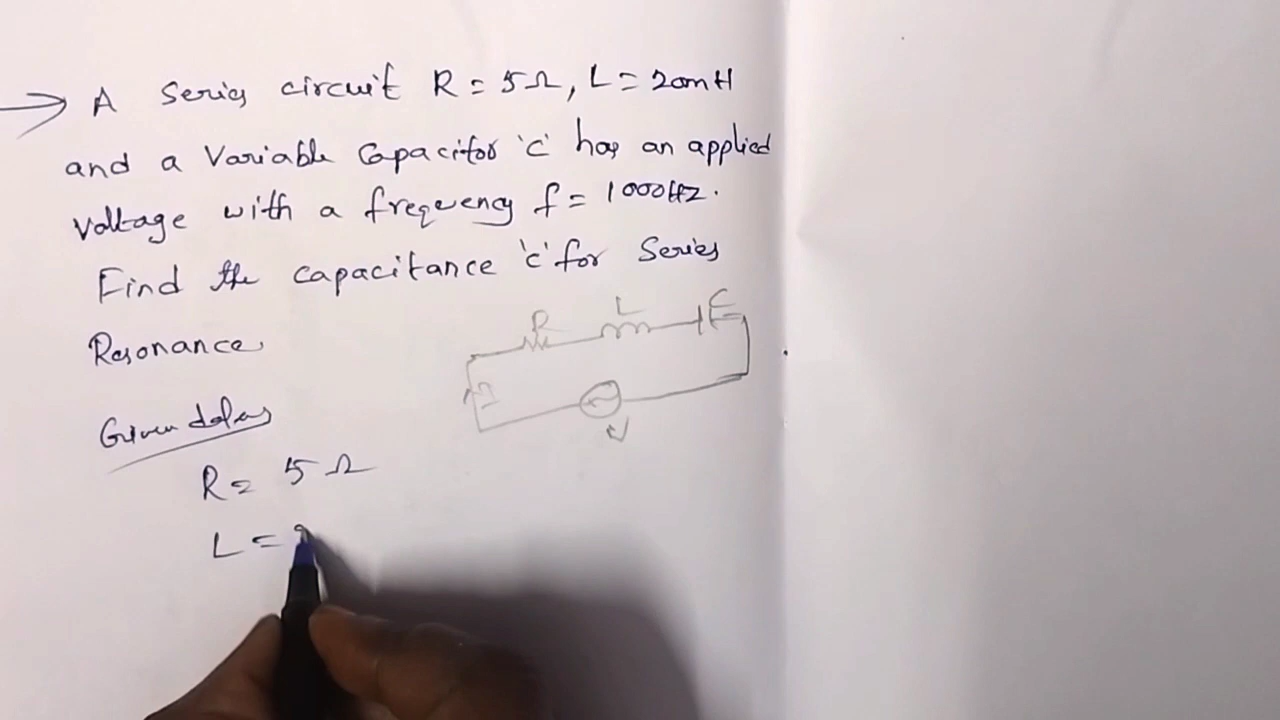 A Series circuit R = 5Ω, L = 20mH
and a Variable Capacitor 'C' has an applied
voltage with a frequency f = 1000HZ.
Find the capacitance 'C' for Series
Resonance
R L C
V
Given data
R = 5 Ω
L =